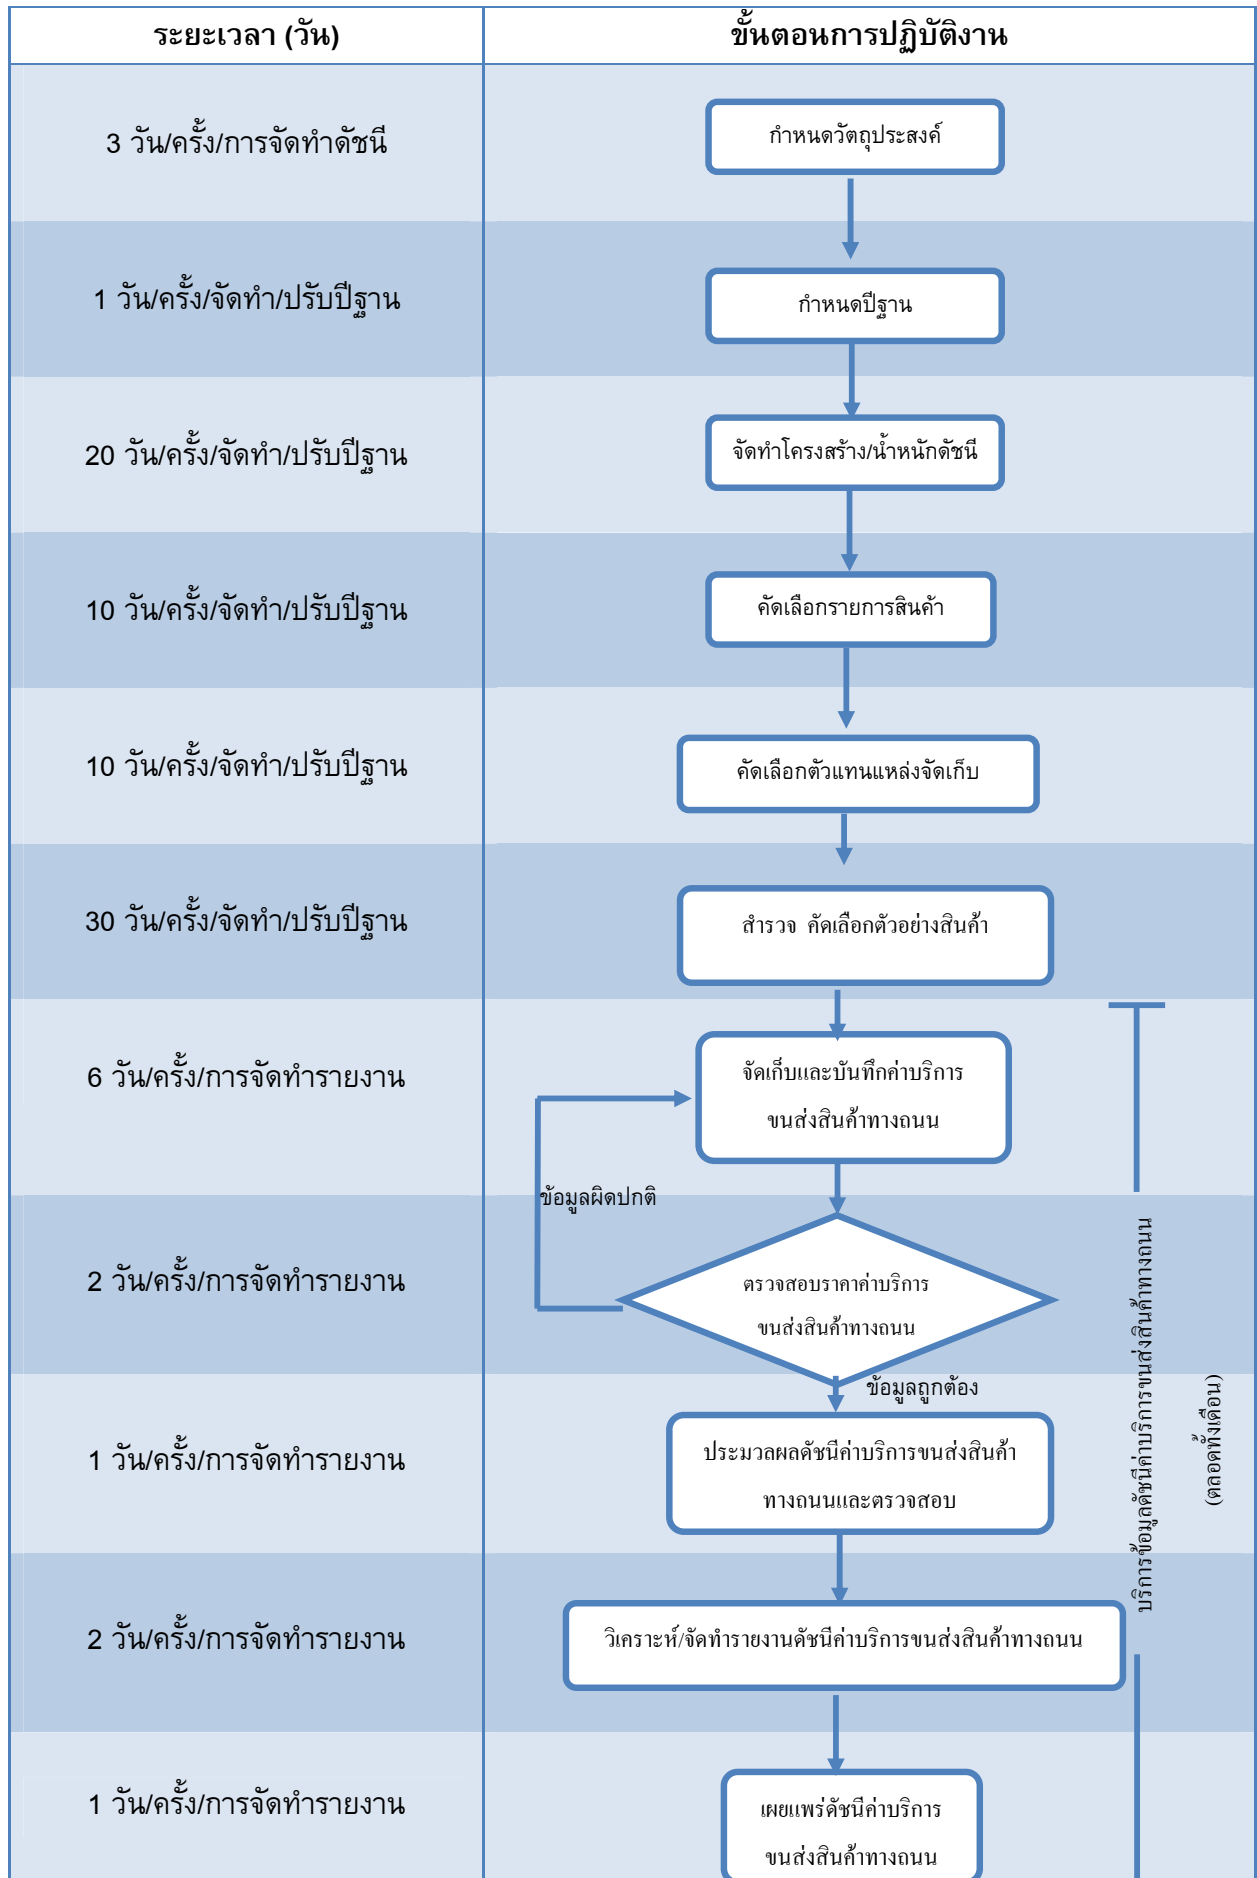 ระยะเวลา (วัน)
ขั้นตอนการปฏิบัติงาน
3 วัน/ครั้ง/การจัดทำดัชนี
กำหนดวัตถุประสงค์
1 วัน/ครั้ง/จัดทำ/ปรับปีฐาน
กำหนดปีฐาน
20 วัน/ครั้ง/จัดทำ/ปรับปีฐาน
จัดทำโครงสร้าง/น้ำหนักดัชนี
10 วัน/ครั้ง/จัดทำ/ปรับปีฐาน
คัดเลือกรายการสินค้า
10 วัน/ครั้ง/จัดทำ/ปรับปีฐาน
คัดเลือกตัวแทนแหล่งจัดเก็บ
30 วัน/ครั้ง/จัดทำ/ปรับปีฐาน
สำรวจ คัดเลือกตัวอย่างสินค้า
6 วัน/ครั้ง/การจัดทำรายงาน
จัดเก็บและบันทึกค่าบริการ
ขนส่งสินค้าทางถนน
ข้อมูลผิดปกติ
2 วัน/ครั้ง/การจัดทำรายงาน
ตรวจสอบราคาค่าบริการ
ขนส่งสินค้าทางถนน
ข้อมูลถูกต้อง
1 วัน/ครั้ง/การจัดทำรายงาน
ประมวลผลดัชนีค่าบริการขนส่งสินค้า
ทางถนนและตรวจสอบ
2 วัน/ครั้ง/การจัดทำรายงาน
วิเคราะห์/จัดทำรายงานดัชนีค่าบริการขนส่งสินค้าทางถนน
1 วัน/ครั้ง/การจัดทำรายงาน
เผยแพร่ดัชนีค่าบริการ
ขนส่งสินค้าทางถนน
บริการข้อมูลดัชนีค่าบริการขนส่งสินค้าทางถนน
(ตลอดทั้งเดือน)